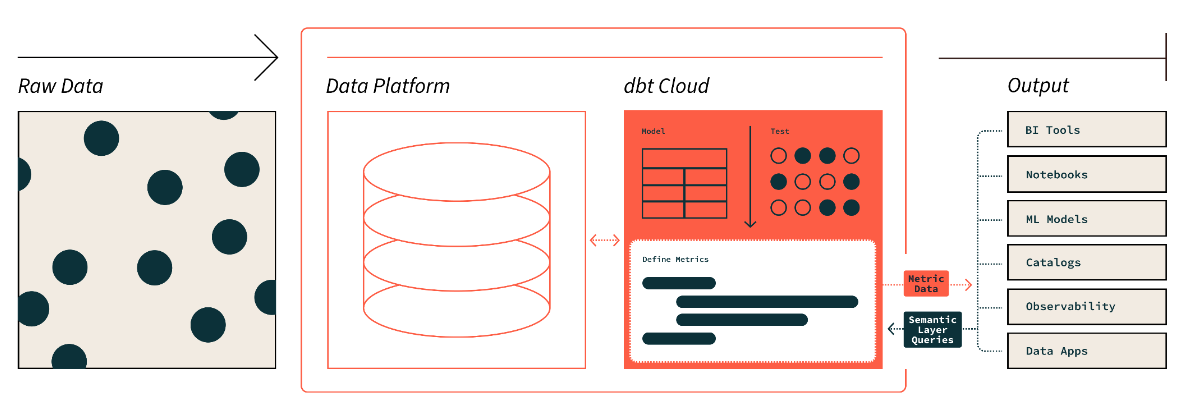 Raw Data
Data Platform
dbt Cloud
Output
Model
Test
Define Metrics
Metric
Data
Semantic
Layer
Queries
BI Tools
Notebooks
ML Models
Catalogs
Observability
Data Apps